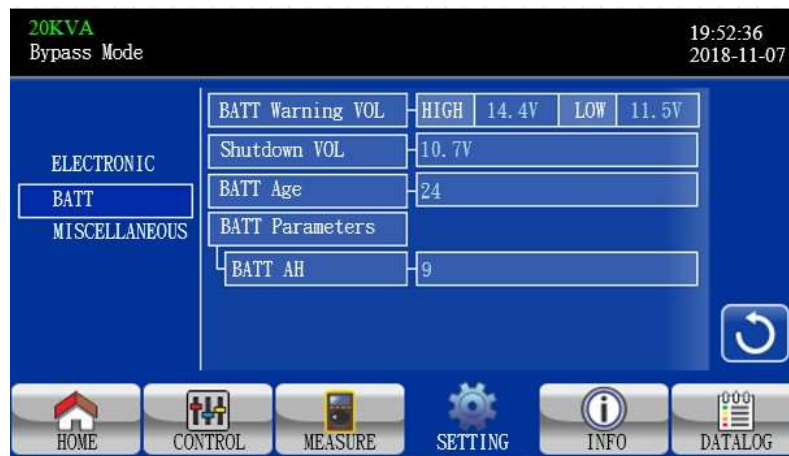 20KVA
19:52:36
Bypass Mode
2018-11-07
BATT Warning VOL HIGH 14.4V LOW 11.5V
Shutdown VOL 10.7V
ELECTRONIC
BATT
MISCELLANEOUS
BATT Age 24
BATT Parameters
BATT AH 9
HOME CONTROL MEASURE SETTING INFO DATALOG